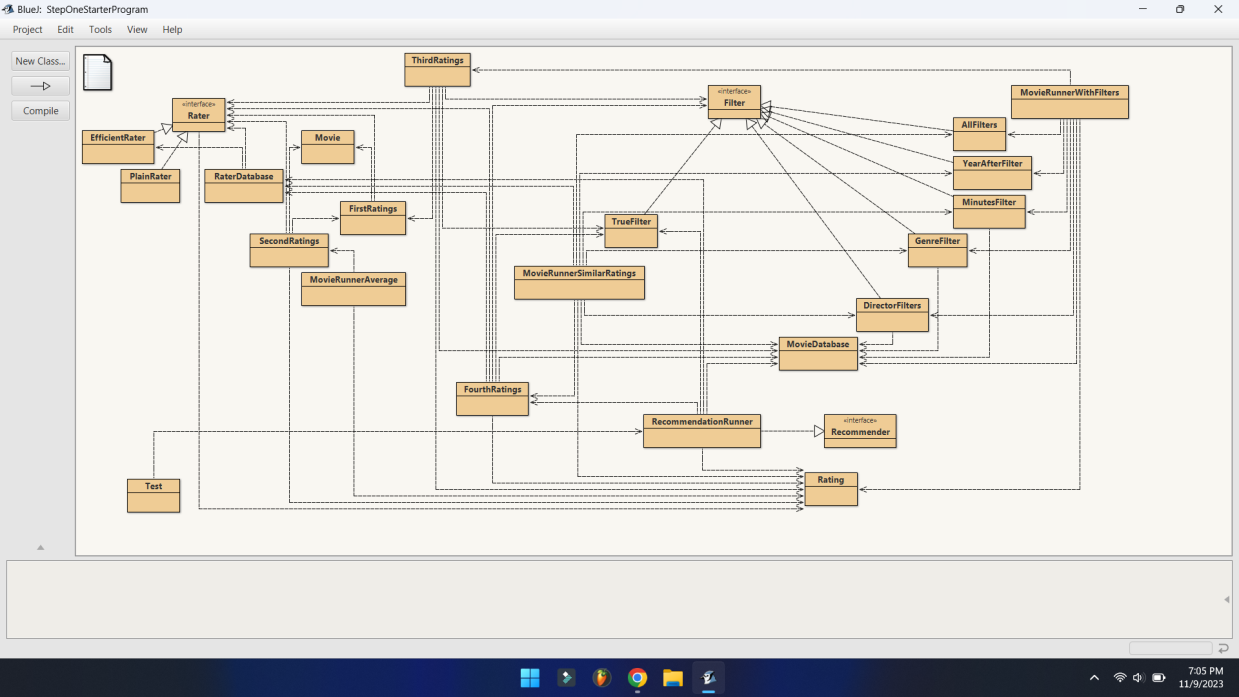 BlueJ: StepOneStarterProgram
Project Edit Tools View Help
New Class...
Compile
ThirdRatings
«interface»
Rater
«interface»
Filter
MovieRunnerWithFilters
EfficientRater
Movie
AllFilters
PlainRater
RaterDatabase
YearAfterFilter
FirstRatings
MinutesFilter
TrueFilter
SecondRatings
GenreFilter
MovieRunnerAverage
MovieRunnerSimilarRatings
DirectorFilters
MovieDatabase
FourthRatings
RecommendationRunner
«interface»
Recommender
Test
Rating
7:05 PM
11/9/2023